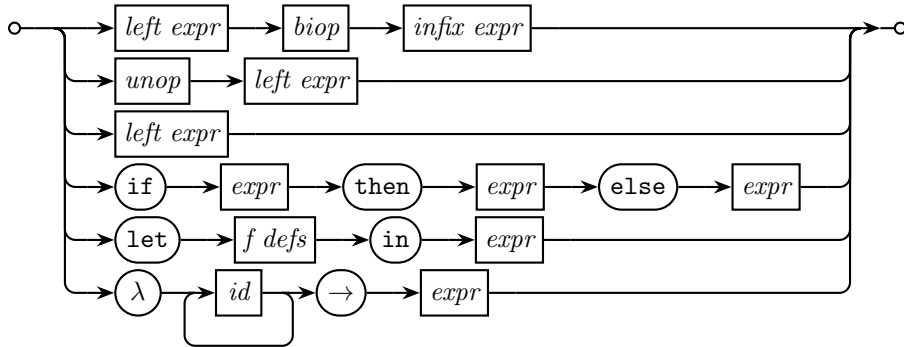 left expr biop infix expr
unop left expr
left expr
if expr then expr else expr
let f defs in expr
λ id → expr